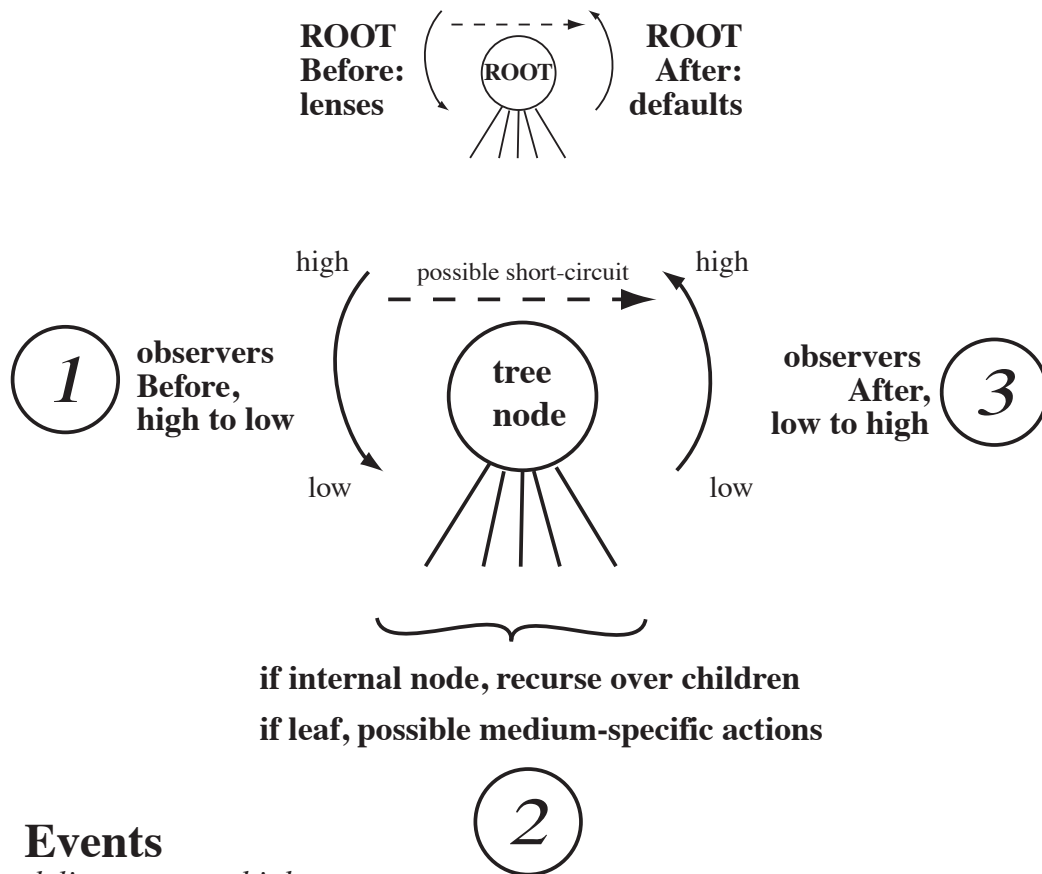 ROOT
Before:
lenses
ROOT
ROOT
After:
defaults
high
possible short-circuit
high
1
observers
Before,
high to low
tree
node
observers
After,
low to high
3
low
low
if internal node, recurse over children
if leaf, possible medium-specific actions
2
Events